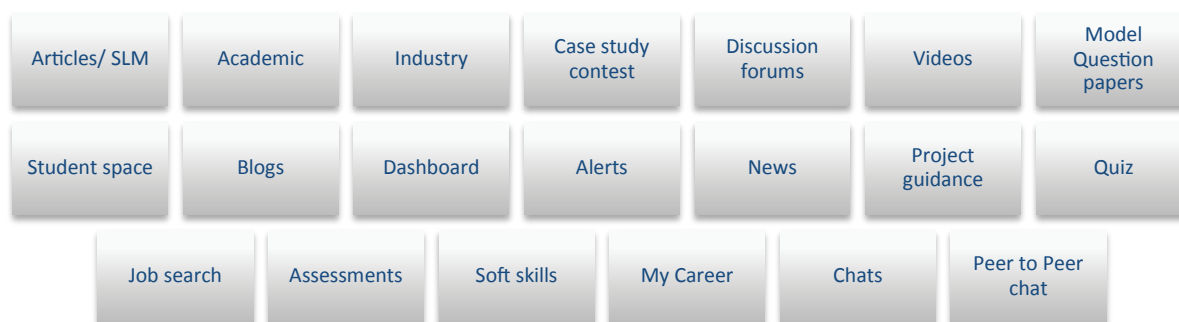 Articles/ SLM
Academic
Industry
Case study
contest
Discussion
forums
Videos
Model
Question
papers
Student space
Blogs
Dashboard
Alerts
News
Project
guidance
Quiz
Job search
Assessments
Soft skills
My Career
Chats
Peer to Peer
chat